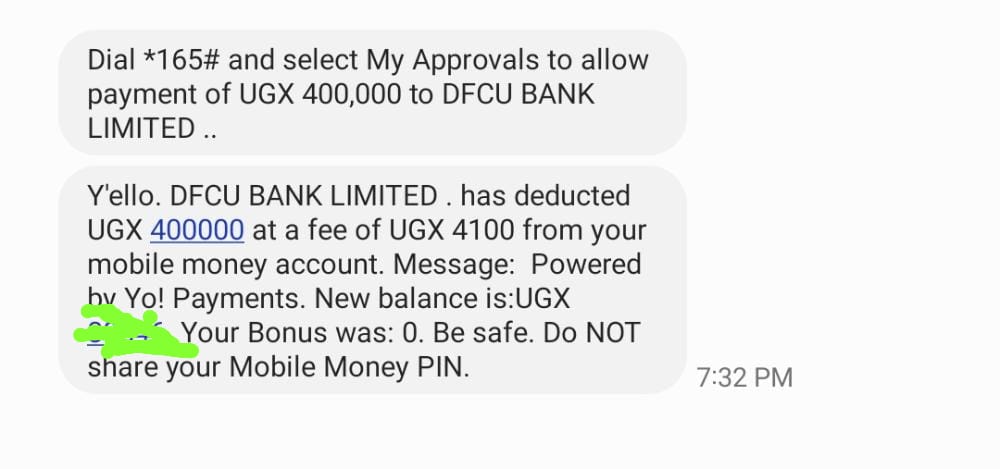 Dial *165# and select My Approvals to allow
payment of UGX 400,000 to DFCU BANK
LIMITED ..
Y'ello. DFCU BANK LIMITED . has deducted
UGX 400000 at a fee of UGX 4100 from your
mobile money account. Message:  Powered
by Yo! Payments. New balance is:UGX
Your Bonus was: 0. Be safe. Do NOT
share your Mobile Money PIN.
7:32 PM